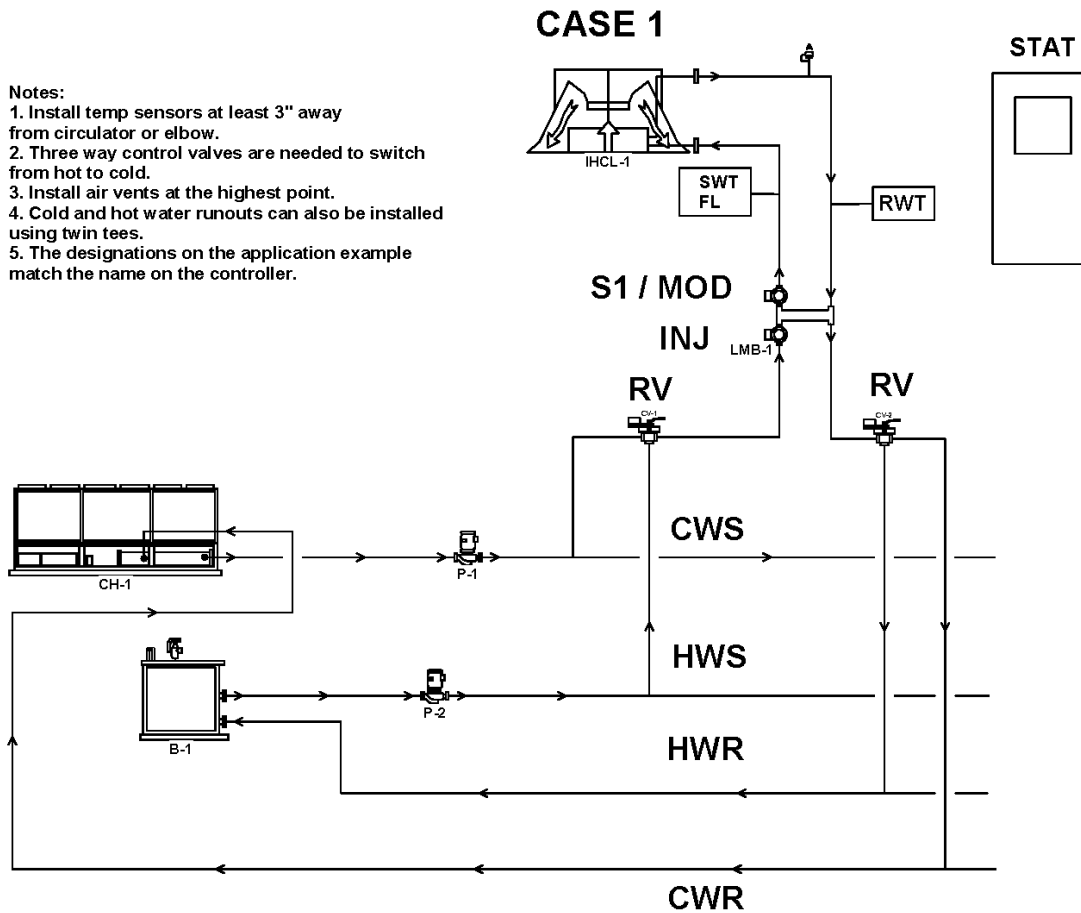 CASE 1
STAT
Notes:
1. Install temp sensors at least 3" away
from circulator or elbow.
2. Three way control valves are needed to switch
from hot to cold.
3. Install air vents at the highest point.
4. Cold and hot water runouts can also be installed
using twin tees.
5. The designations on the application example
match the name on the controller.
IHCL-1
SWT
FL
RWT
S1 / MOD
INJ
LMB-1
RV
RV
CV-1
CV-2
CWS
P-1
CH-1
HWS
P-2
B-1
HWR
CWR